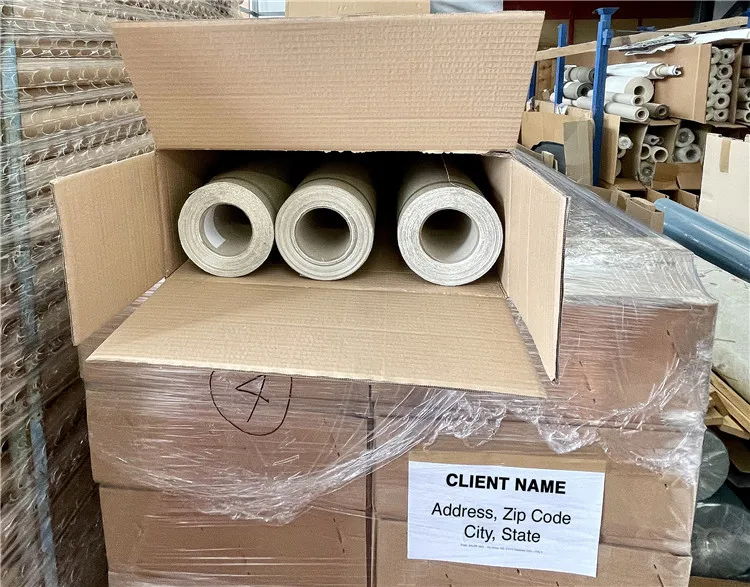 4
CLIENT NAME
Address, Zip Code
City, State